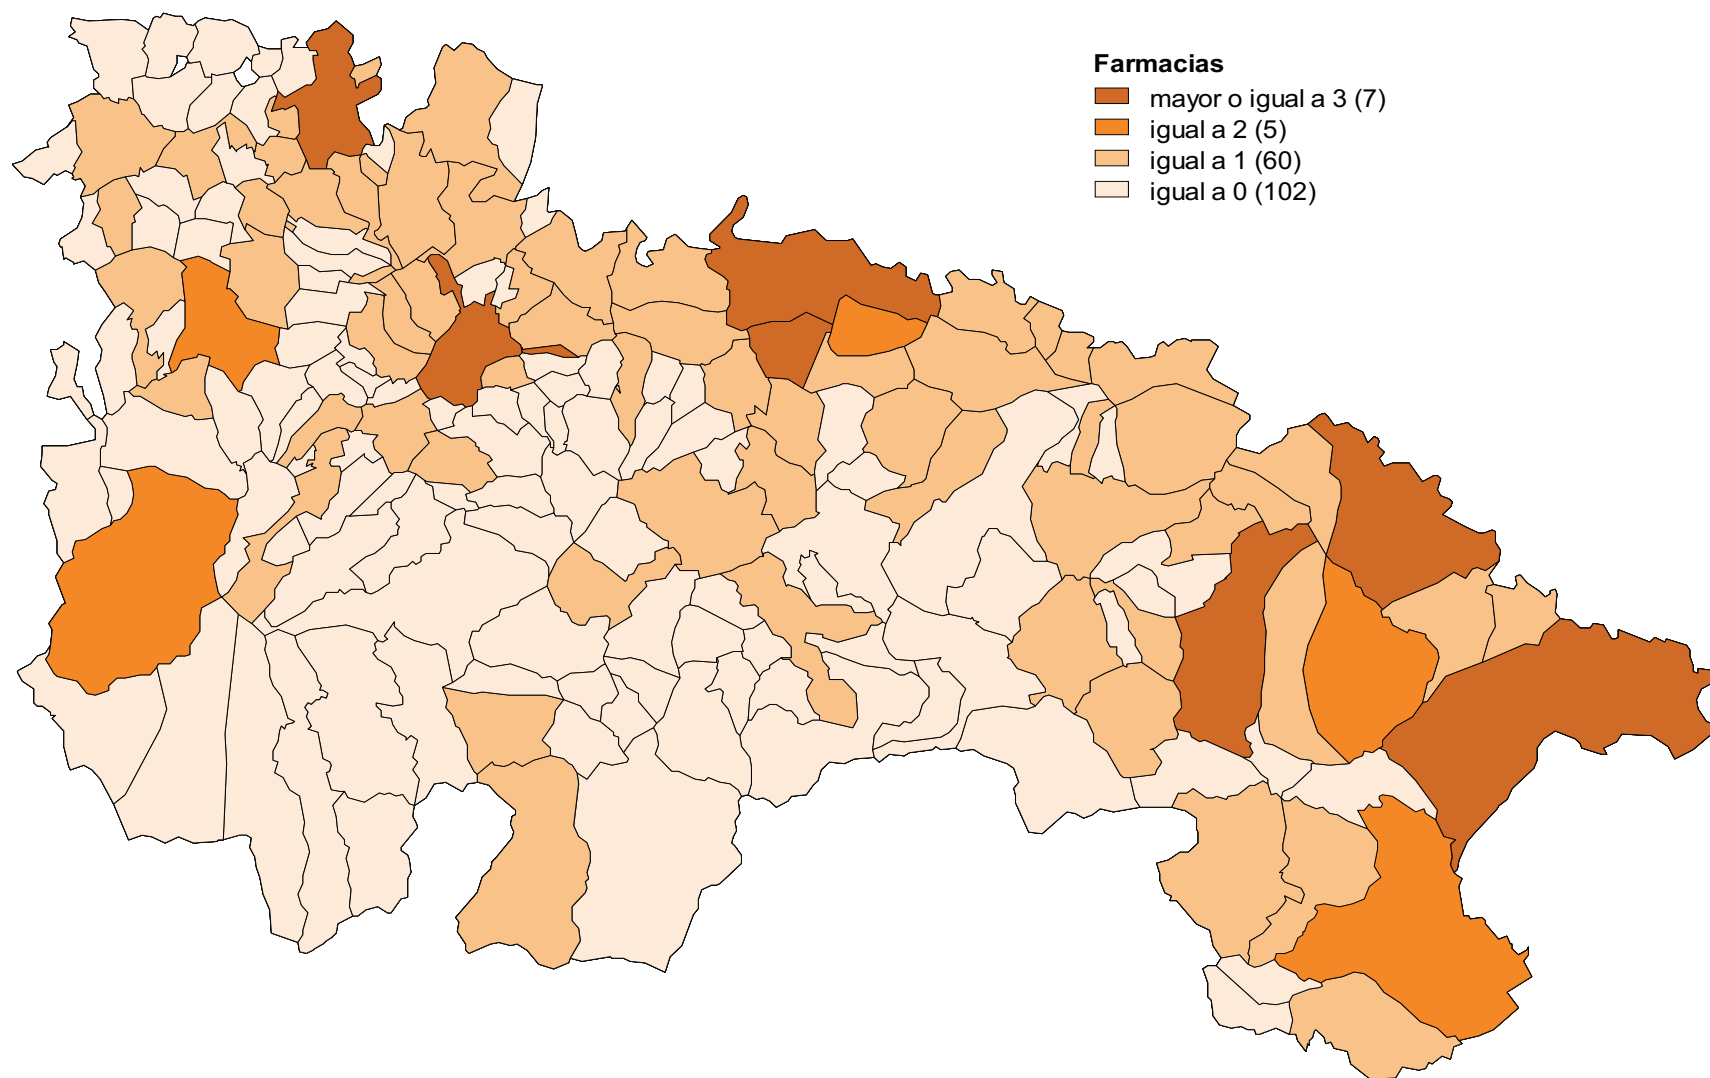 Farmacias
mayor o igual a 3 (7)
igual a 2 (5)
igual a 1 (60)
igual a 0 (102)